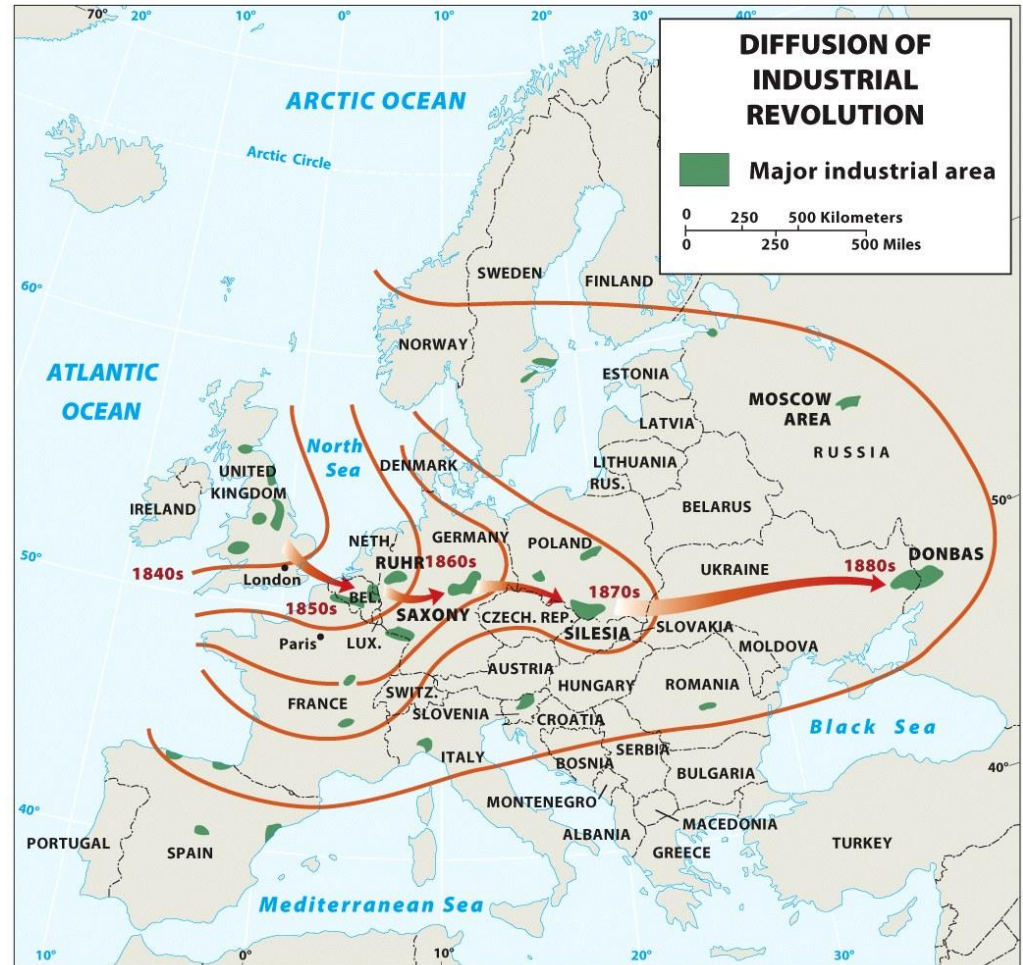 70°
20°
10°
0°
10°
20°
30°
40°
DIFFUSION OF
INDUSTRIAL
REVOLUTION
Major industrial area
0 250 500 Kilometers
0 250 500 Miles
ARCTIC OCEAN
Arctic Circle
60°
SWEDEN
FINLAND
NORWAY
ATLANTIC
OCEAN
ESTONIA
MOSCOW
AREA
LATVIA
RUSSIA
North
Sea
DENMARK
LITHUANIA
RUS.
UNITED
KINGDOM
IRELAND
BELARUS
50°
50°
NETH.
GERMANY
POLAND
RUHR
1860s
UKRAINE
1880s
DONBAS
1840s
London
BEL.
1850s
1870s
SAXONY
CZECH. REP.
SILESIA
SLOVAKIA
Paris
LUX.
MOLDOVA
AUSTRIA
HUNGARY
ROMANIA
FRANCE
SWITZ.
SLOVENIA
CROATIA
Black Sea
ITALY
BOSNIA
SERBIA
BULGARIA
40°
40°
MONTENEGRO
MACEDONIA
ALBANIA
PORTUGAL
SPAIN
GREECE
TURKEY
Mediterranean Sea
10°
0°
10°
20°
30°